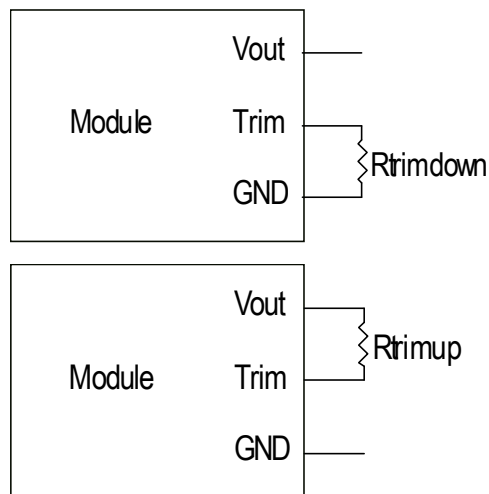 Vout
Module Trim
Rtrimdown
GND
Vout
Rtrimup
Module Trim
GND